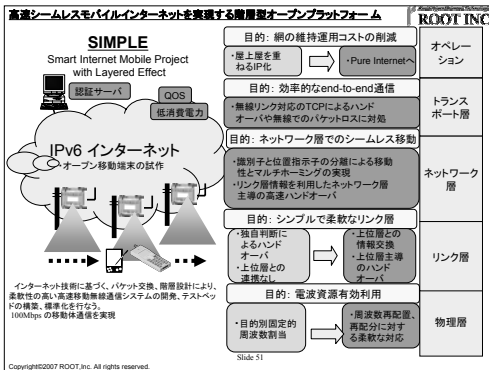 高速シームレスモバイルインターネットを実現する階層型オープンプラットフォーム
ROOT INC
SIMPLE
Smart Internet Mobile Project
with Layered Effect
認証サーバ
QOS
低消費電力
IPv6 インターネット
オープン移動端末の試作
インターネット技術に基づく、パケット交換、階層設計により、
柔軟性の高い高速移動無線通信システムの開発、テストベッ
ドの構築、標準化を行なう。
100Mbps の移動体通信を実現
目的: 網の維持運用コストの削減
・屋上屋を重
ねるIP化
・Pure Internetへ
オペレー
ション
目的: 効率的なend-to-end通信
・無線リンク対応のTCPによるハンド
オーバや無線でのパケットロスに対処
トランス
ポート層
目的: ネットワーク層でのシームレス移動
・識別子と位置指示子の分離による移動
性とマルチホーミングの実現
・リンク層情報を利用したネットワーク層
主導の高速ハンドオーバ
ネットワーク
層
目的: シンプルで柔軟なリンク層
・独自判断に
よるハンド
オーバ
・上位層との
連携なし
・上位層との
情報交換
・上位層主導
のハンド
オーバ
リンク層
目的: 電波資源有効利用
・目的別固定的
周波数割当
・周波数再配置、
再配分に対す
る柔軟な対応
物理層
Slide 51
Copyright©2007 ROOT,Inc. All rights reserved.